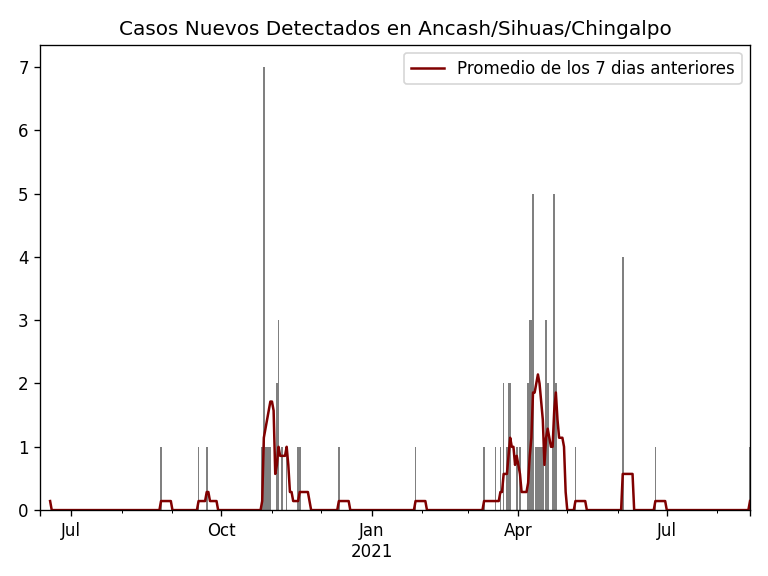 Casos Nuevos Detectados en Ancash/Sihuas/Chingalpo
Promedio de los 7 dias anteriores
7
6
5
4
3
2
1
0
Jul
Oct
Jan
2021
Apr
Jul